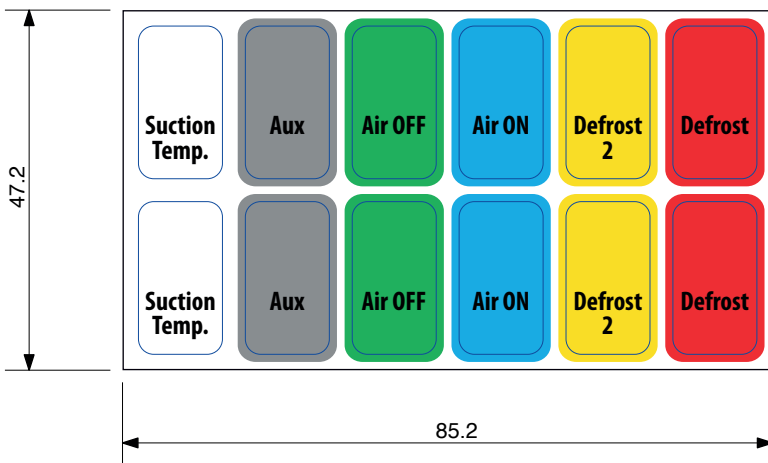 Suction
Temp.
Aux
Air OFF
Air ON
Defrost
2
Defrost
47.2
Suction
Temp.
Aux
Air OFF
Air ON
Defrost
2
Defrost
85.2